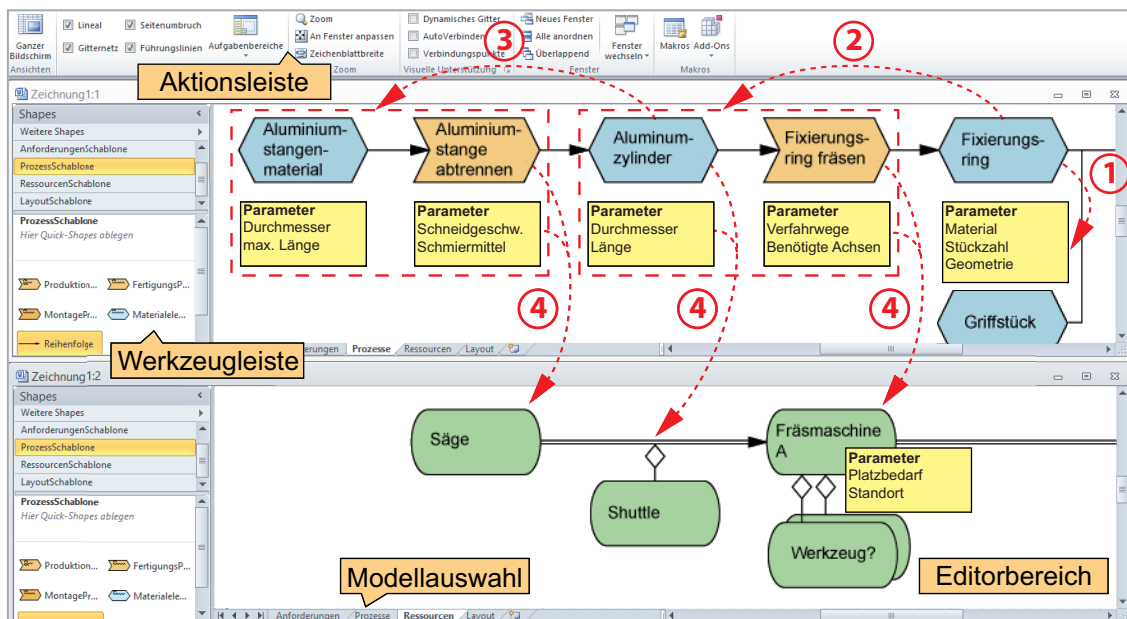 Ganzer
Bildschirm
Ansichten
Lineal
Seitenumbruch
Gitternetz
Führungslinien
Aufgabenbereiche
Zoom
An Fenster anpassen
Zeichenblattbreite
Zoom
Dynamisches Gitter
AutoVerbinden
Verbindungspunkte
Visuelle Unterstützung
Neues Fenster
Alle anordnen
Überlappend
Fenster
wechseln
Fenster
Makros
Add-Ons
Makros
Aktionsleiste
3
2
Zeichnung1:1
Shapes
Weitere Shapes
AnforderungenSchablone
ProzessSchablone
RessourcenSchablone
LayoutSchablone
ProzessSchablone
Hier Quick-Shapes ablegen
Produktion...
FertigungsP...
MontagePr...
Materialele...
Reihenfolge
Werkzeugleiste
Aluminium-
stangen-
material
Aluminium-
stange
abtrennen
Aluminum-
zylinder
Fixierungs-
ring fräsen
Fixierungs-
ring
1
Parameter
Durchmesser
max. Länge
Parameter
Schneidgeschw.
Schmiermittel
Parameter
Durchmesser
Länge
Parameter
Verfahrwege
Benötigte Achsen
Parameter
Material
Stückzahl
Geometrie
4
4
4
Griffstück
erungen
Prozesse
Ressourcen
Layout
Zeichnung1:2
Shapes
Weitere Shapes
AnforderungenSchablone
ProzessSchablone
RessourcenSchablone
LayoutSchablone
ProzessSchablone
Hier Quick-Shapes ablegen
Produktion...
FertigungsP...
MontagePr...
Materialele...
Säge
Shuttle
Fräsmaschine
A
Parameter
Platzbedarf
Standort
Werkzeug?
Modellauswahl
Editorbereich
Anforderungen
Prozesse
Ressourcen
Layout